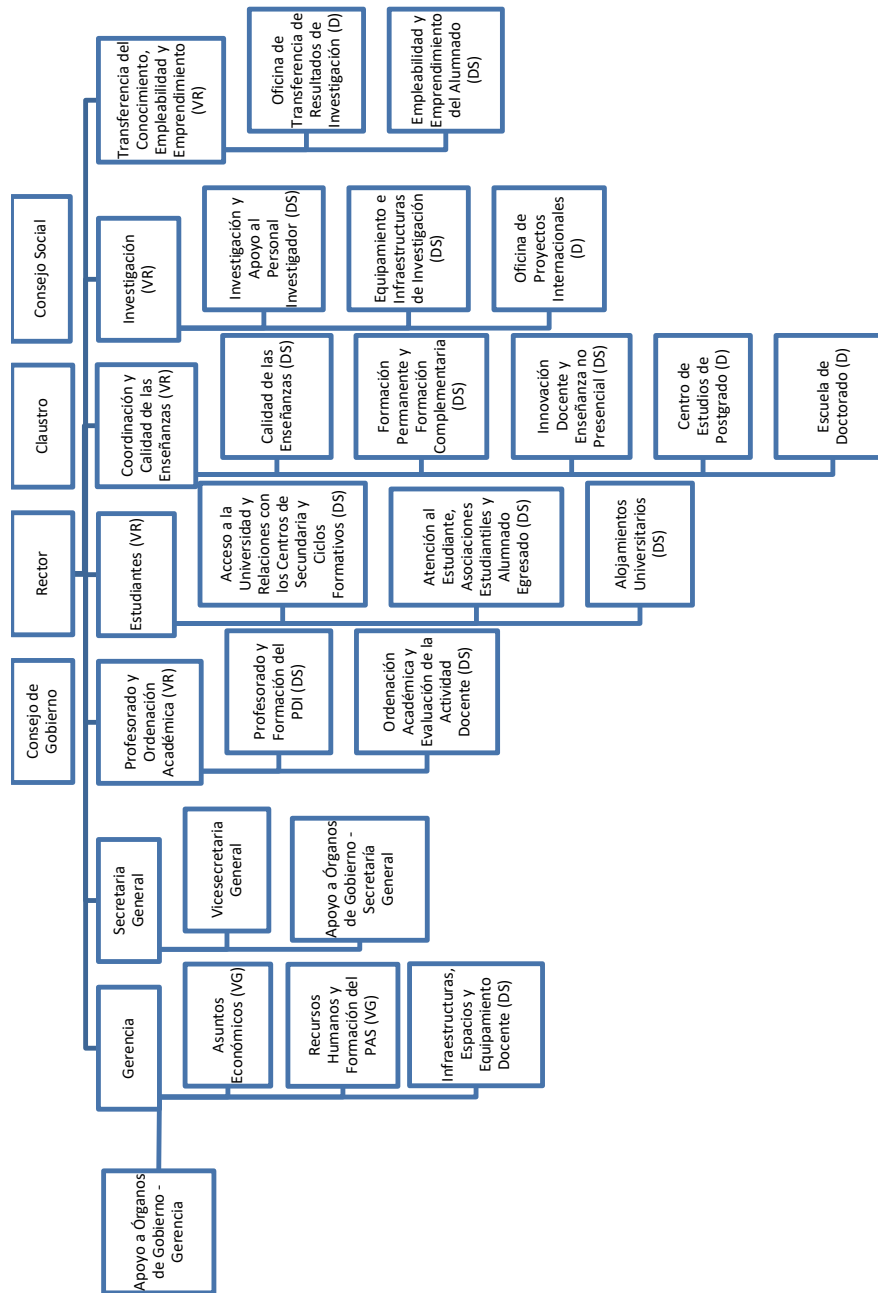 Consejo de
Gobierno
Rector
Claustro
Consejo Social
Apoyo a Órganos
de Gobierno -
Gerencia
Gerencia
Asuntos
Económicos (VG)
Recursos
Humanos y
Formación del
PAS (VG)
Infraestructuras,
Espacios y
Equipamiento
Docente (DS)
Secretaria
General
Vicesecretaria
General
Apoyo a Órganos
de Gobierno -
Secretaría
General
Profesorado y
Ordenación
Académica (VR)
Profesorado y
Formación del
PDI (DS)
Ordenación
Académica y
Evaluación de la
Actividad
Docente (DS)
Estudiantes (VR)
Acceso a la
Universidad y
Relaciones con
los Centros de
Secundaria y
Ciclos
Formativos (DS)
Atención al
Estudiante,
Asociaciones
Estudiantiles y
Alumnado
Egresado (DS)
Alojamientos
Universitarios
(DS)
Coordinación y
Calidad de las
Enseñanzas (VR)
Calidad de las
Enseñanzas (DS)
Formación
Permanente y
Formación
Complementaria
(DS)
Innovación
Docente y
Enseñanza no
Presencial (DS)
Centro de
Estudios de
Postgrado (D)
Escuela de
Doctorado (D)
Investigación
(VR)
Investigación y
Apoyo al
Personal
Investigador (DS)
Equipamiento e
Infraestructuras
de Investigación
(DS)
Oficina de
Proyectos
Internacionales
(D)
Transferencia del
Conocimiento,
Empleabilidad y
Emprendimiento
(VR)
Oficina de
Transferencia de
Resultados de
Investigación (D)
Empleabilidad y
Emprendimiento
del Alumnado
(DS)